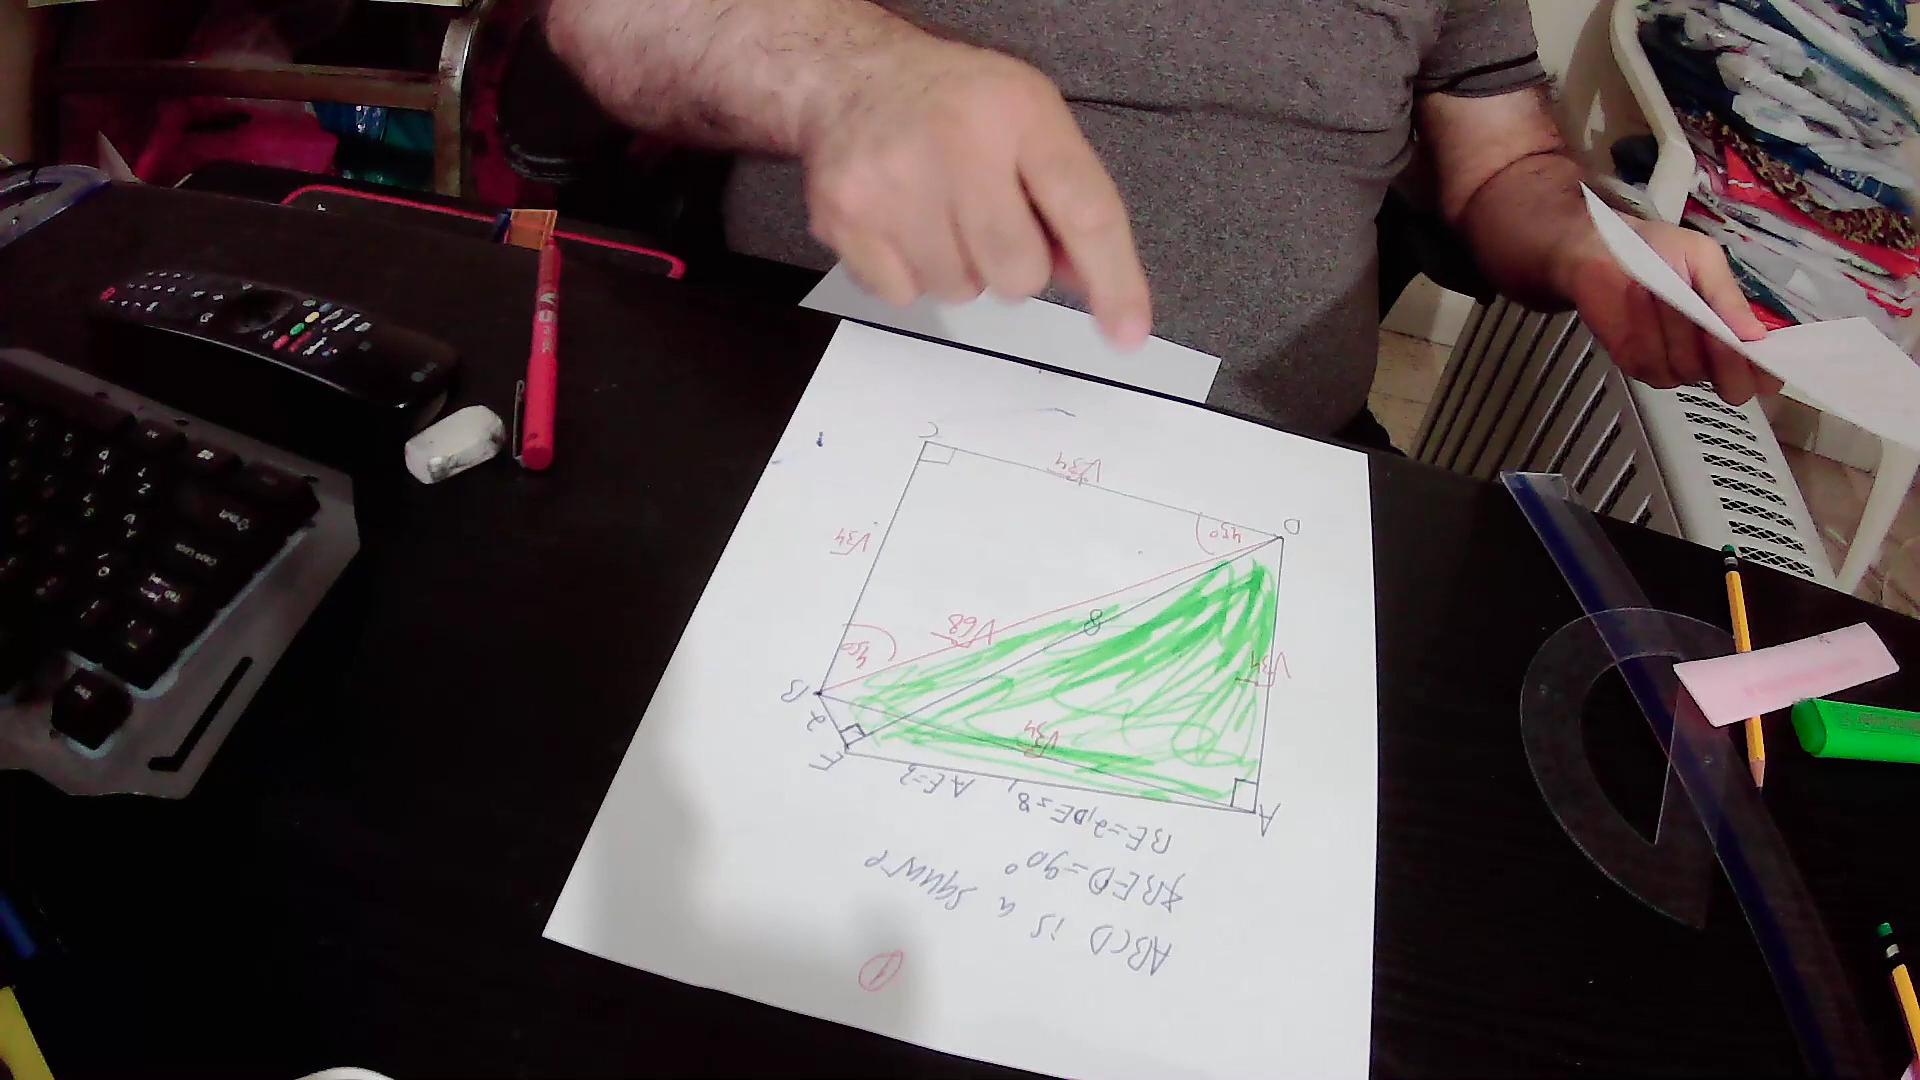 ①
ABCD is a square
∡BED=90°
BE=2, DE=8, AE=?
A
E
2
B
√34
√34
8
√68
45°
45°
√34
D
√34
C